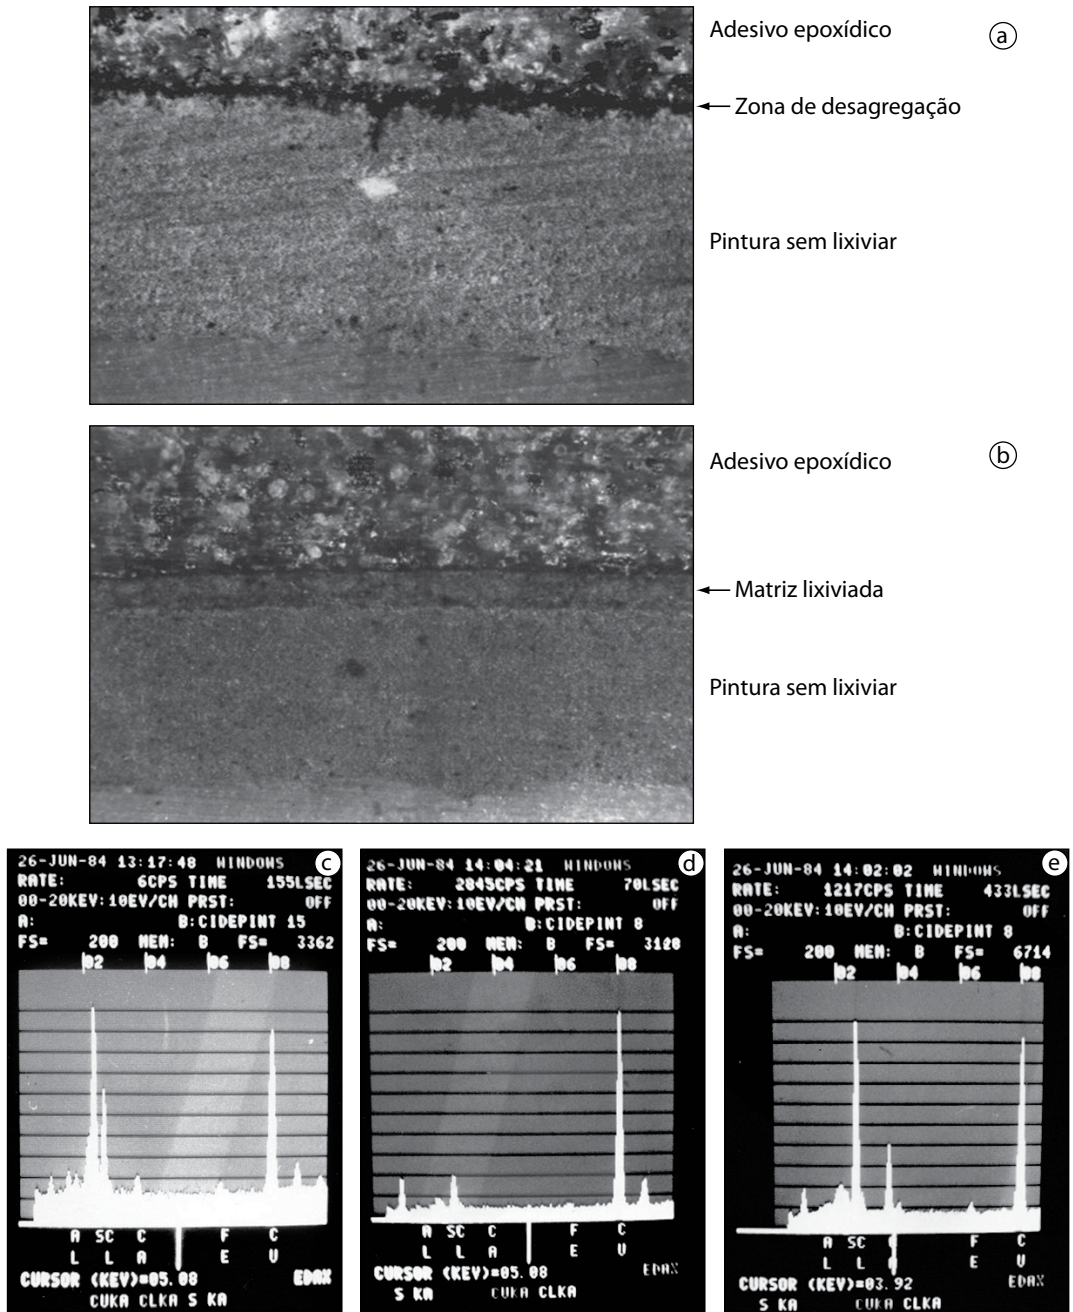 Adesivo epoxídico
a
Zona de desagregação
Pintura sem lixiviar
Adesivo epoxídico
b
Matriz lixiviada
Pintura sem lixiviar
c
26-JUN-84 13:17:48 WINDOWS
RATE: 6CPS TIME 155LSEC
00-20KEV:10EV/CH PRST: OFF
A: B:CIDEPINT 15
FS= 200 MEM: B FS= 3362
02 04 06 08
A SC C F C
L L A E U
CURSOR (KEV)=05.08 EDAX
CUKA CLKA S KA
d
26-JUN-84 14:04:21 WINDOWS
RATE: 2845CPS TIME 70LSEC
00-20KEV:10EV/CH PRST: OFF
A: B:CIDEPINT 8
FS= 200 MEM: B FS= 3128
02 04 06 08
A SC C F C
L L A E U
CURSOR (KEV)=05.08 EDAX
S KA CUKA CLKA
e
26-JUN-84 14:02:02 WINDOWS
RATE: 1217CPS TIME 433LSEC
00-20KEV:10EV/CH PRST: OFF
A: B:CIDEPINT 8
FS= 200 MEM: B FS= 6714
02 04 06 08
A SC F C
L L E U
CURSOR (KEV)=03.92 EDAX
S KA CUKA CLKA